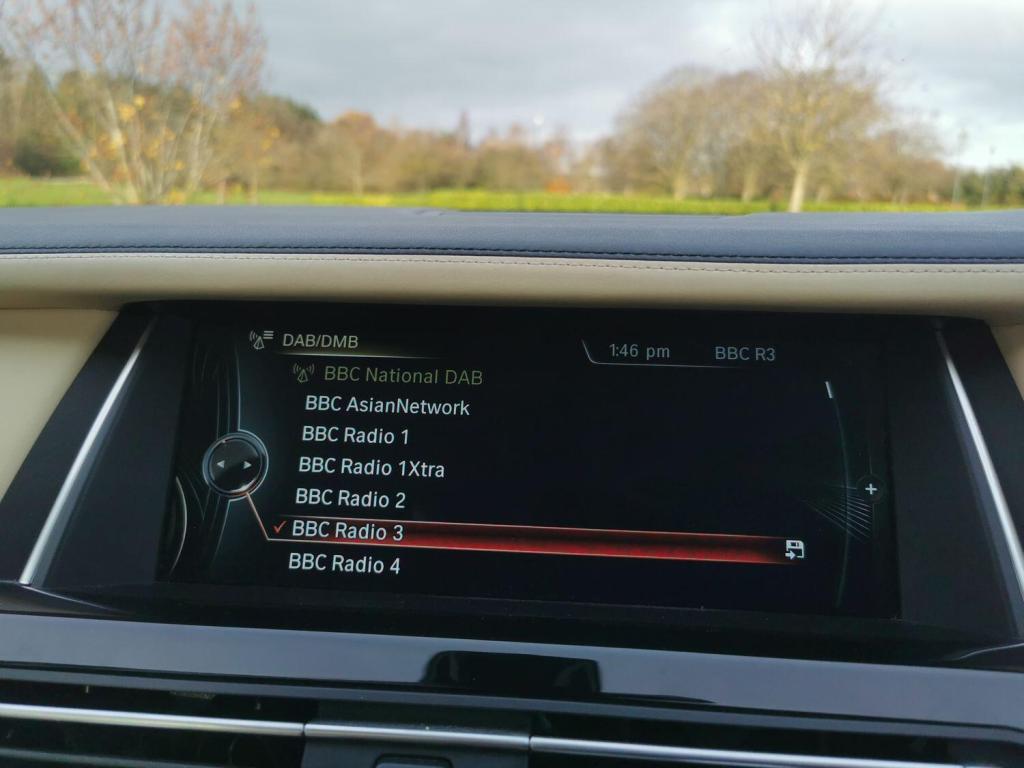 DAB/DMB
1:46 pm BBC R3
BBC National DAB
BBC AsianNetwork
BBC Radio 1
BBC Radio 1Xtra
BBC Radio 2
BBC Radio 3
BBC Radio 4